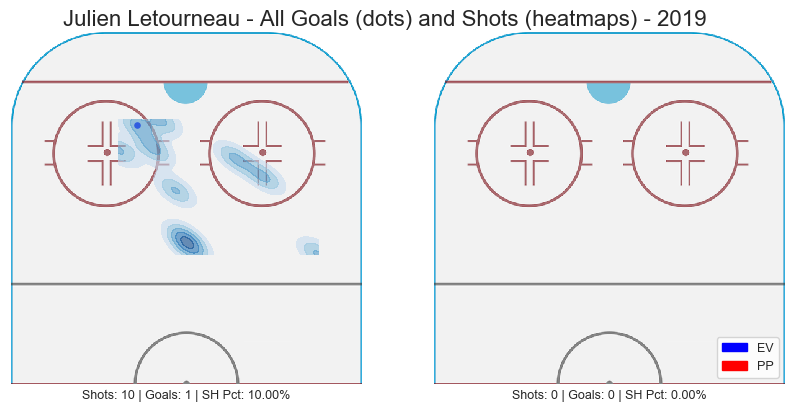 Julien Letourneau - All Goals (dots) and Shots (heatmaps) - 2019
EV
PP
Shots: 10 | Goals: 1 | SH Pct: 10.00%
Shots: 0 | Goals: 0 | SH Pct: 0.00%